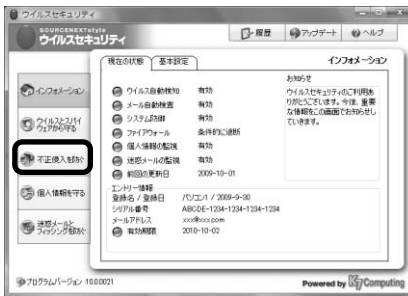 ウイルスセキュリティ
SOURCENEXTstyle
ウイルスセキュリティ
履歴
アップデート
ヘルプ
現在の状態
基本設定
インフォメーション
インフォメーション
ウイルスとスパイウェアから守る
不正侵入を防ぐ
個人情報を守る
迷惑メールとフィッシングを防ぐ
ウイルス自動検知 有効
メール自動検査 有効
システム防御 有効
ファイアウォール 条件的に遮断
個人情報の監視 有効
迷惑メールの監視 有効
前回の更新日 2009-10-01
お知らせ
ウイルスセキュリティのご利用あ
りがとうございます。今後、重要
な情報をこの画面でお知らせし
ていきます。
エントリー情報
登録名 / 登録日 パソコン1 / 2009-9-30
シリアル番号 ABCDE-1234-1234-1234-1234
メールアドレス xxx@xxx.com
有効期限 2010-10-02
プログラムバージョン 10.0.0021
Powered by K7 Computing